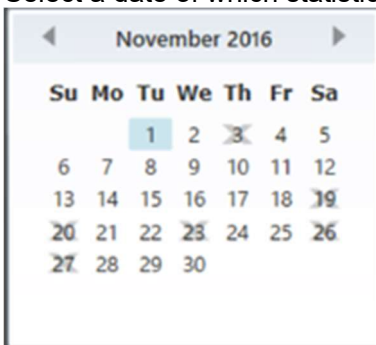 Select a date of which statistic
November 2016
Su Mo Tu We Th Fr Sa
1 2 3 4 5
6 7 8 9 10 11 12
13 14 15 16 17 18 19
20 21 22 23 24 25 26
27 28 29 30